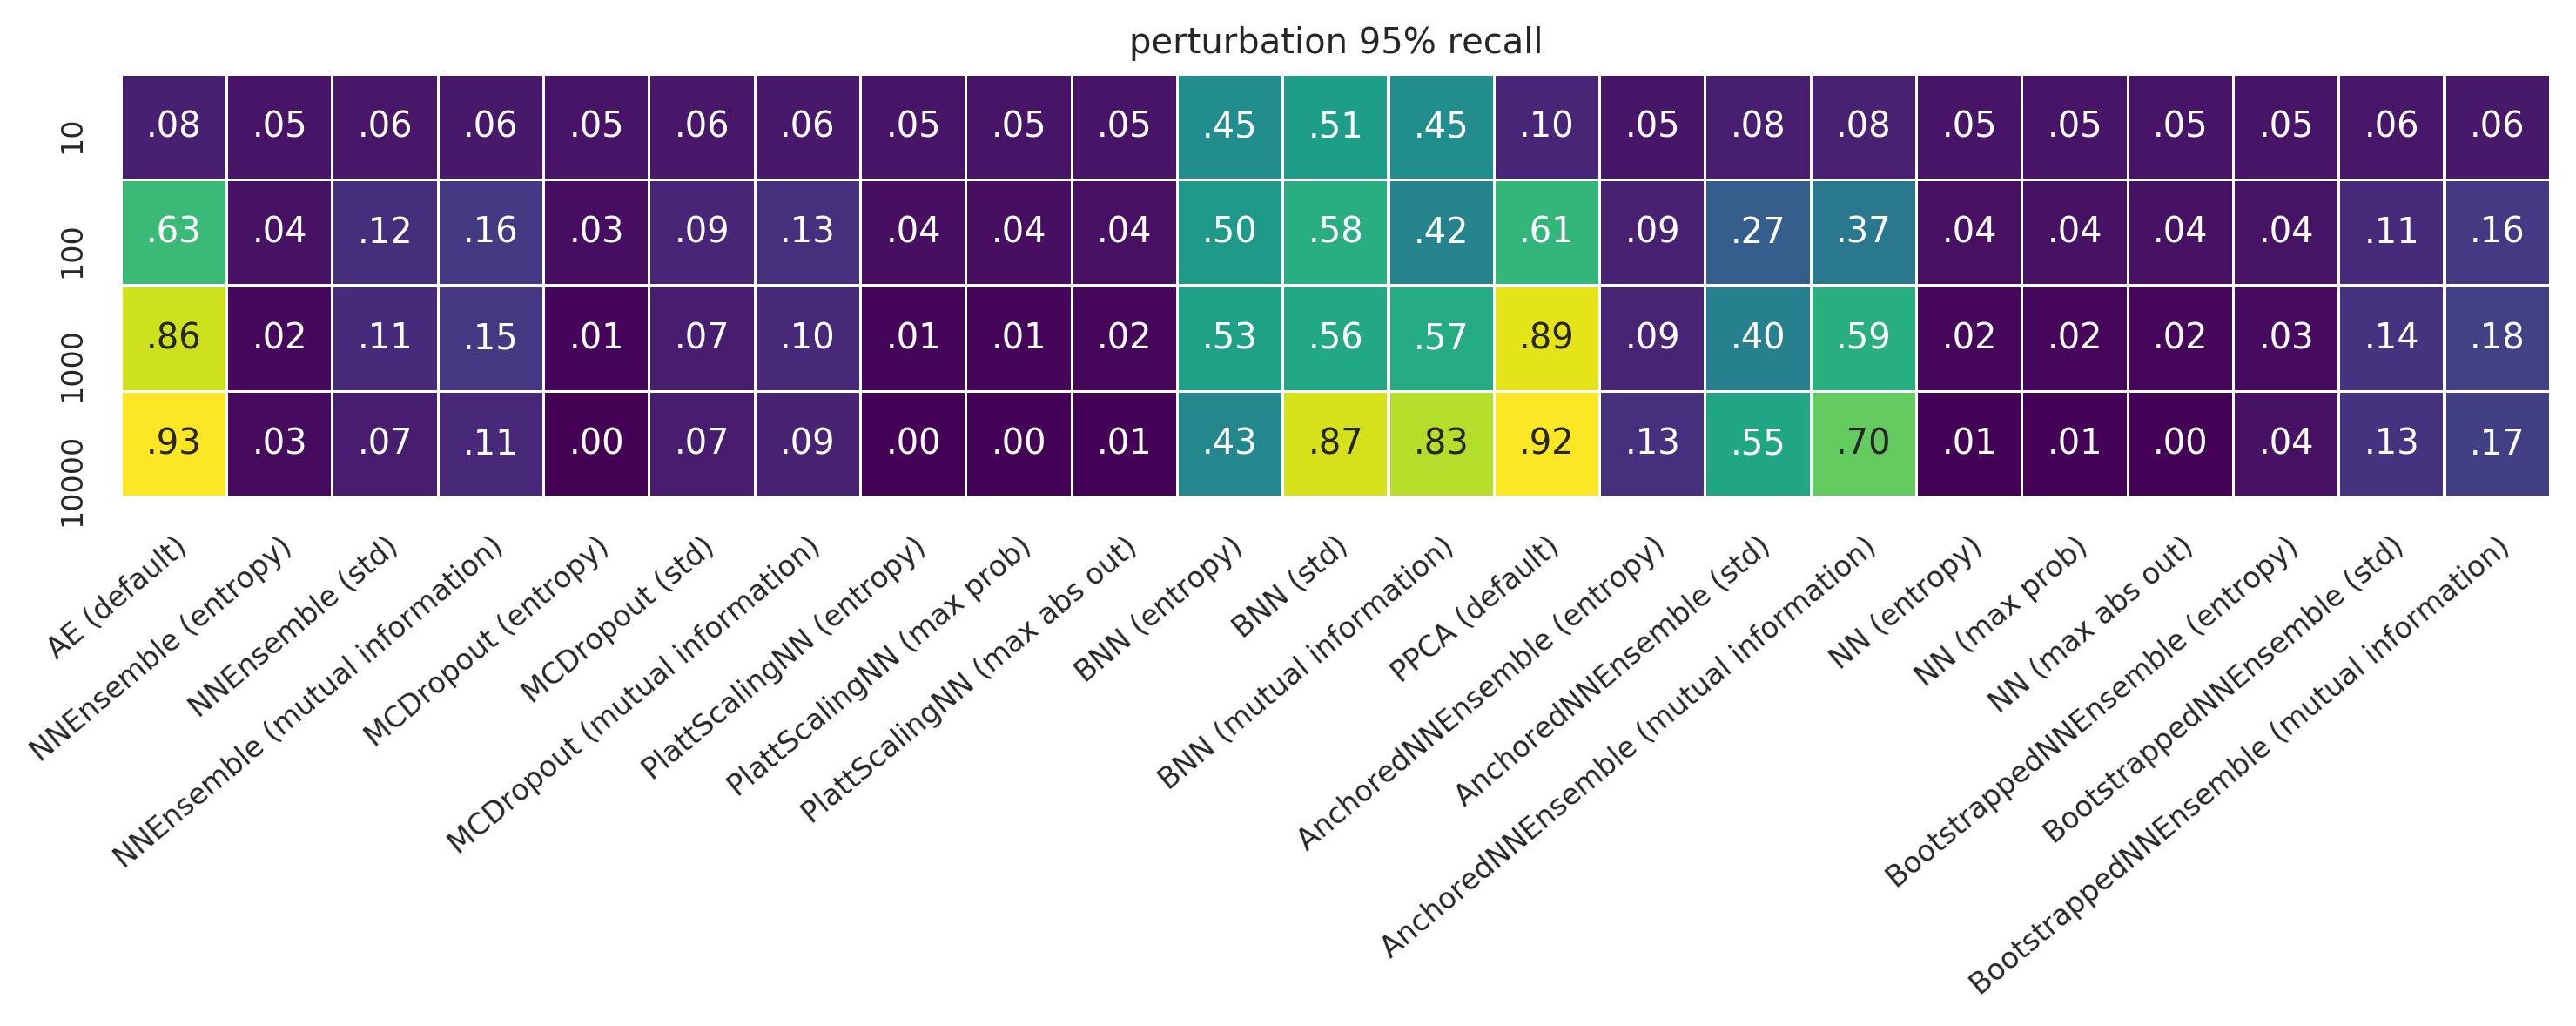 perturbation 95% recall
10 .08 .05 .06 .06 .05 .06 .06 .05 .05 .05 .45 .51 .45 .10 .05 .08 .08 .05 .05 .05 .05 .06 .06
100 .63 .04 .12 .16 .03 .09 .13 .04 .04 .04 .50 .58 .42 .61 .09 .27 .37 .04 .04 .04 .04 .11 .16
1000 .86 .02 .11 .15 .01 .07 .10 .01 .01 .02 .53 .56 .57 .89 .09 .40 .59 .02 .02 .02 .03 .14 .18
10000 .93 .03 .07 .11 .00 .07 .09 .00 .00 .01 .43 .87 .83 .92 .13 .55 .70 .01 .01 .00 .04 .13 .17
AE (default)
NNEnsemble (entropy)
NNEnsemble (std)
NNEnsemble (mutual information)
MCDropout (entropy)
MCDropout (std)
MCDropout (mutual information)
PlattScalingNN (entropy)
PlattScalingNN (max prob)
PlattScalingNN (max abs out)
BNN (entropy)
BNN (std)
BNN (mutual information)
PPCA (default)
AnchoredNNEnsemble (entropy)
AnchoredNNEnsemble (std)
AnchoredNNEnsemble (mutual information)
NN (entropy)
NN (max prob)
NN (max abs out)
BootstrappedNNEnsemble (entropy)
BootstrappedNNEnsemble (std)
BootstrappedNNEnsemble (mutual information)